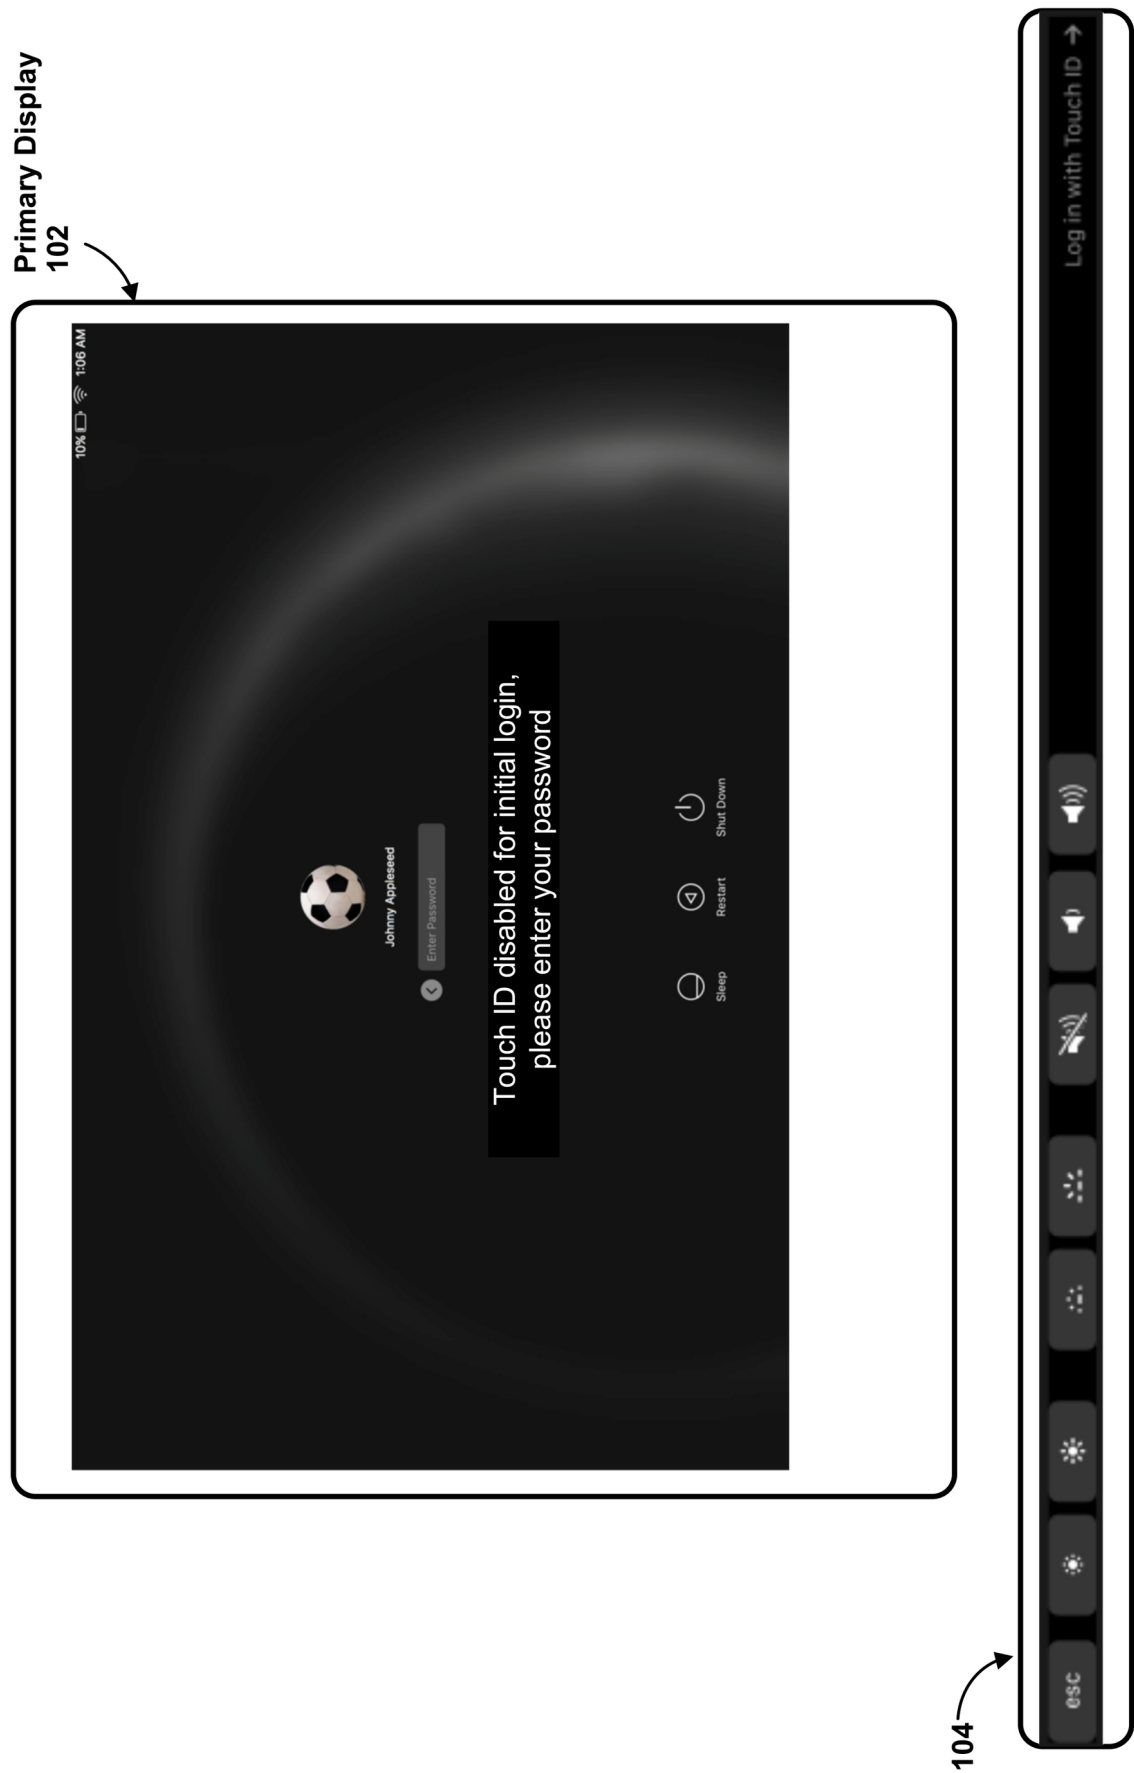 Primary Display
102
10%
1:06 AM
Johnny Appleseed
Enter Password
Touch ID disabled for initial login,
please enter your password
Sleep
Restart
Shut Down
104
esc
Log in with Touch ID →